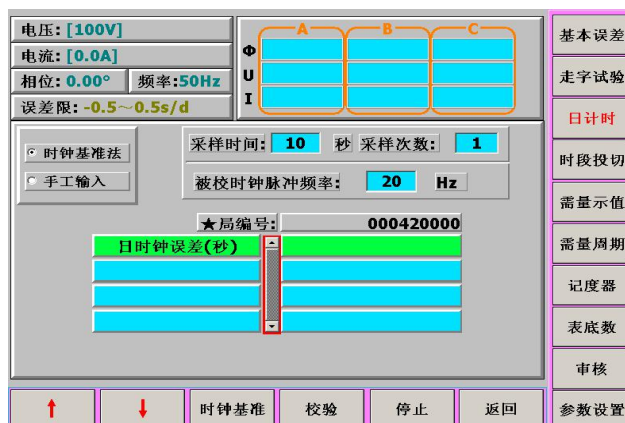 电压: [100V]
电流: [0.0A]
相位: 0.00° 频率:50Hz
误差限: -0.5～0.5s/d
A B C
Φ
U
I
时钟基准法
手工输入
采样时间: 10 秒 采样次数: 1
被校时钟脉冲频率: 20 Hz
★局编号: 000420000
日时钟误差(秒)
基本误差
走字试验
日计时
时段投切
需量示值
需量周期
记度器
表底数
审核
参数设置
↑ ↓ 时钟基准 校验 停止 返回